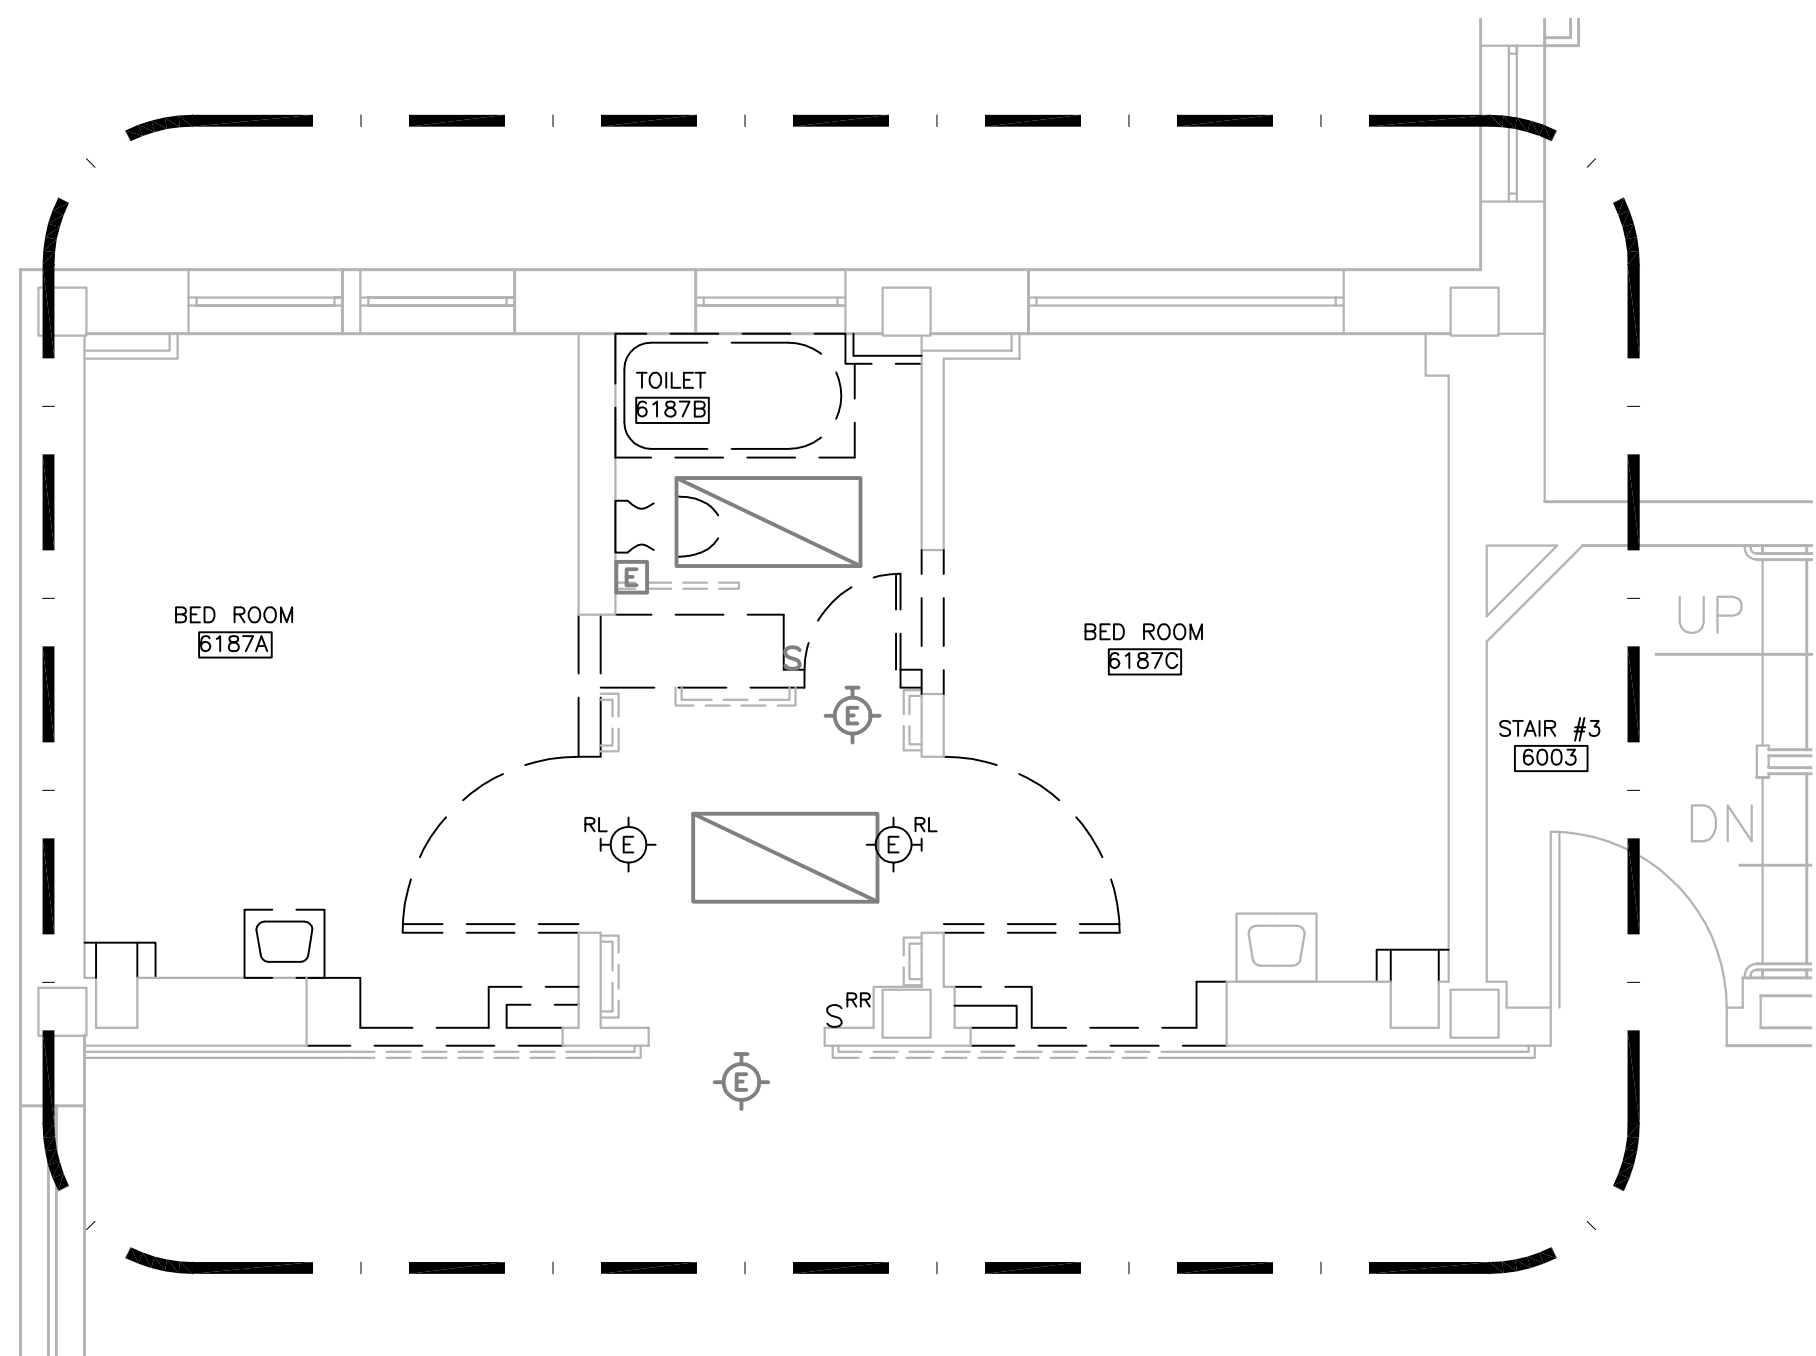 TOILET
6187B
E
BED ROOM
6187A
BED ROOM
6187C
UP
S
E
STAIR #3
6003
DN
RL
E
E
RL
S RR
E